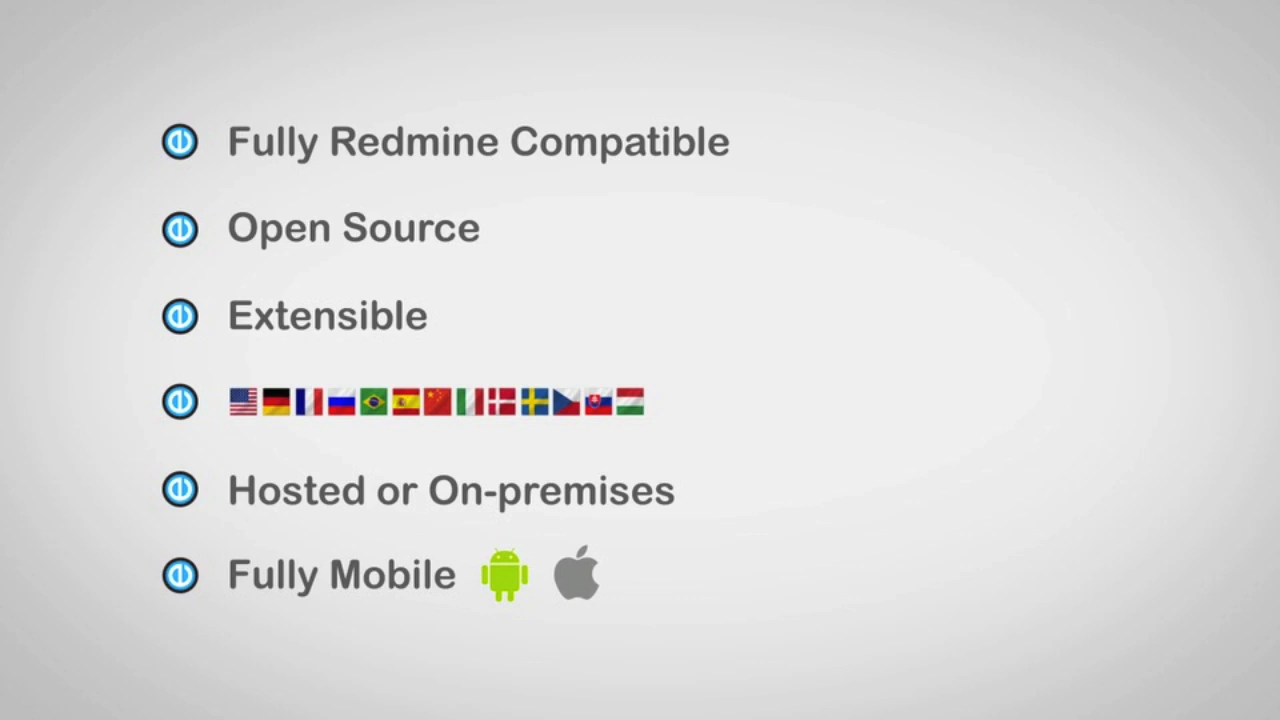 Fully Redmine Compatible
Open Source
Extensible
Hosted or On-premises
Fully Mobile